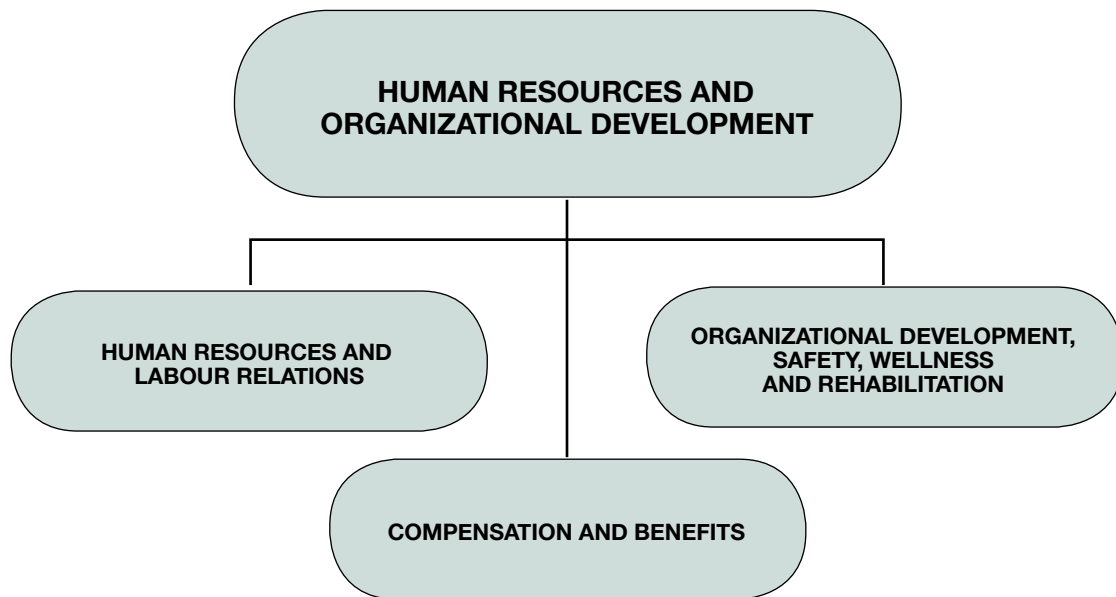 HUMAN RESOURCES AND
ORGANIZATIONAL DEVELOPMENT
HUMAN RESOURCES AND
LABOUR RELATIONS
ORGANIZATIONAL DEVELOPMENT,
SAFETY, WELLNESS
AND REHABILITATION
COMPENSATION AND BENEFITS